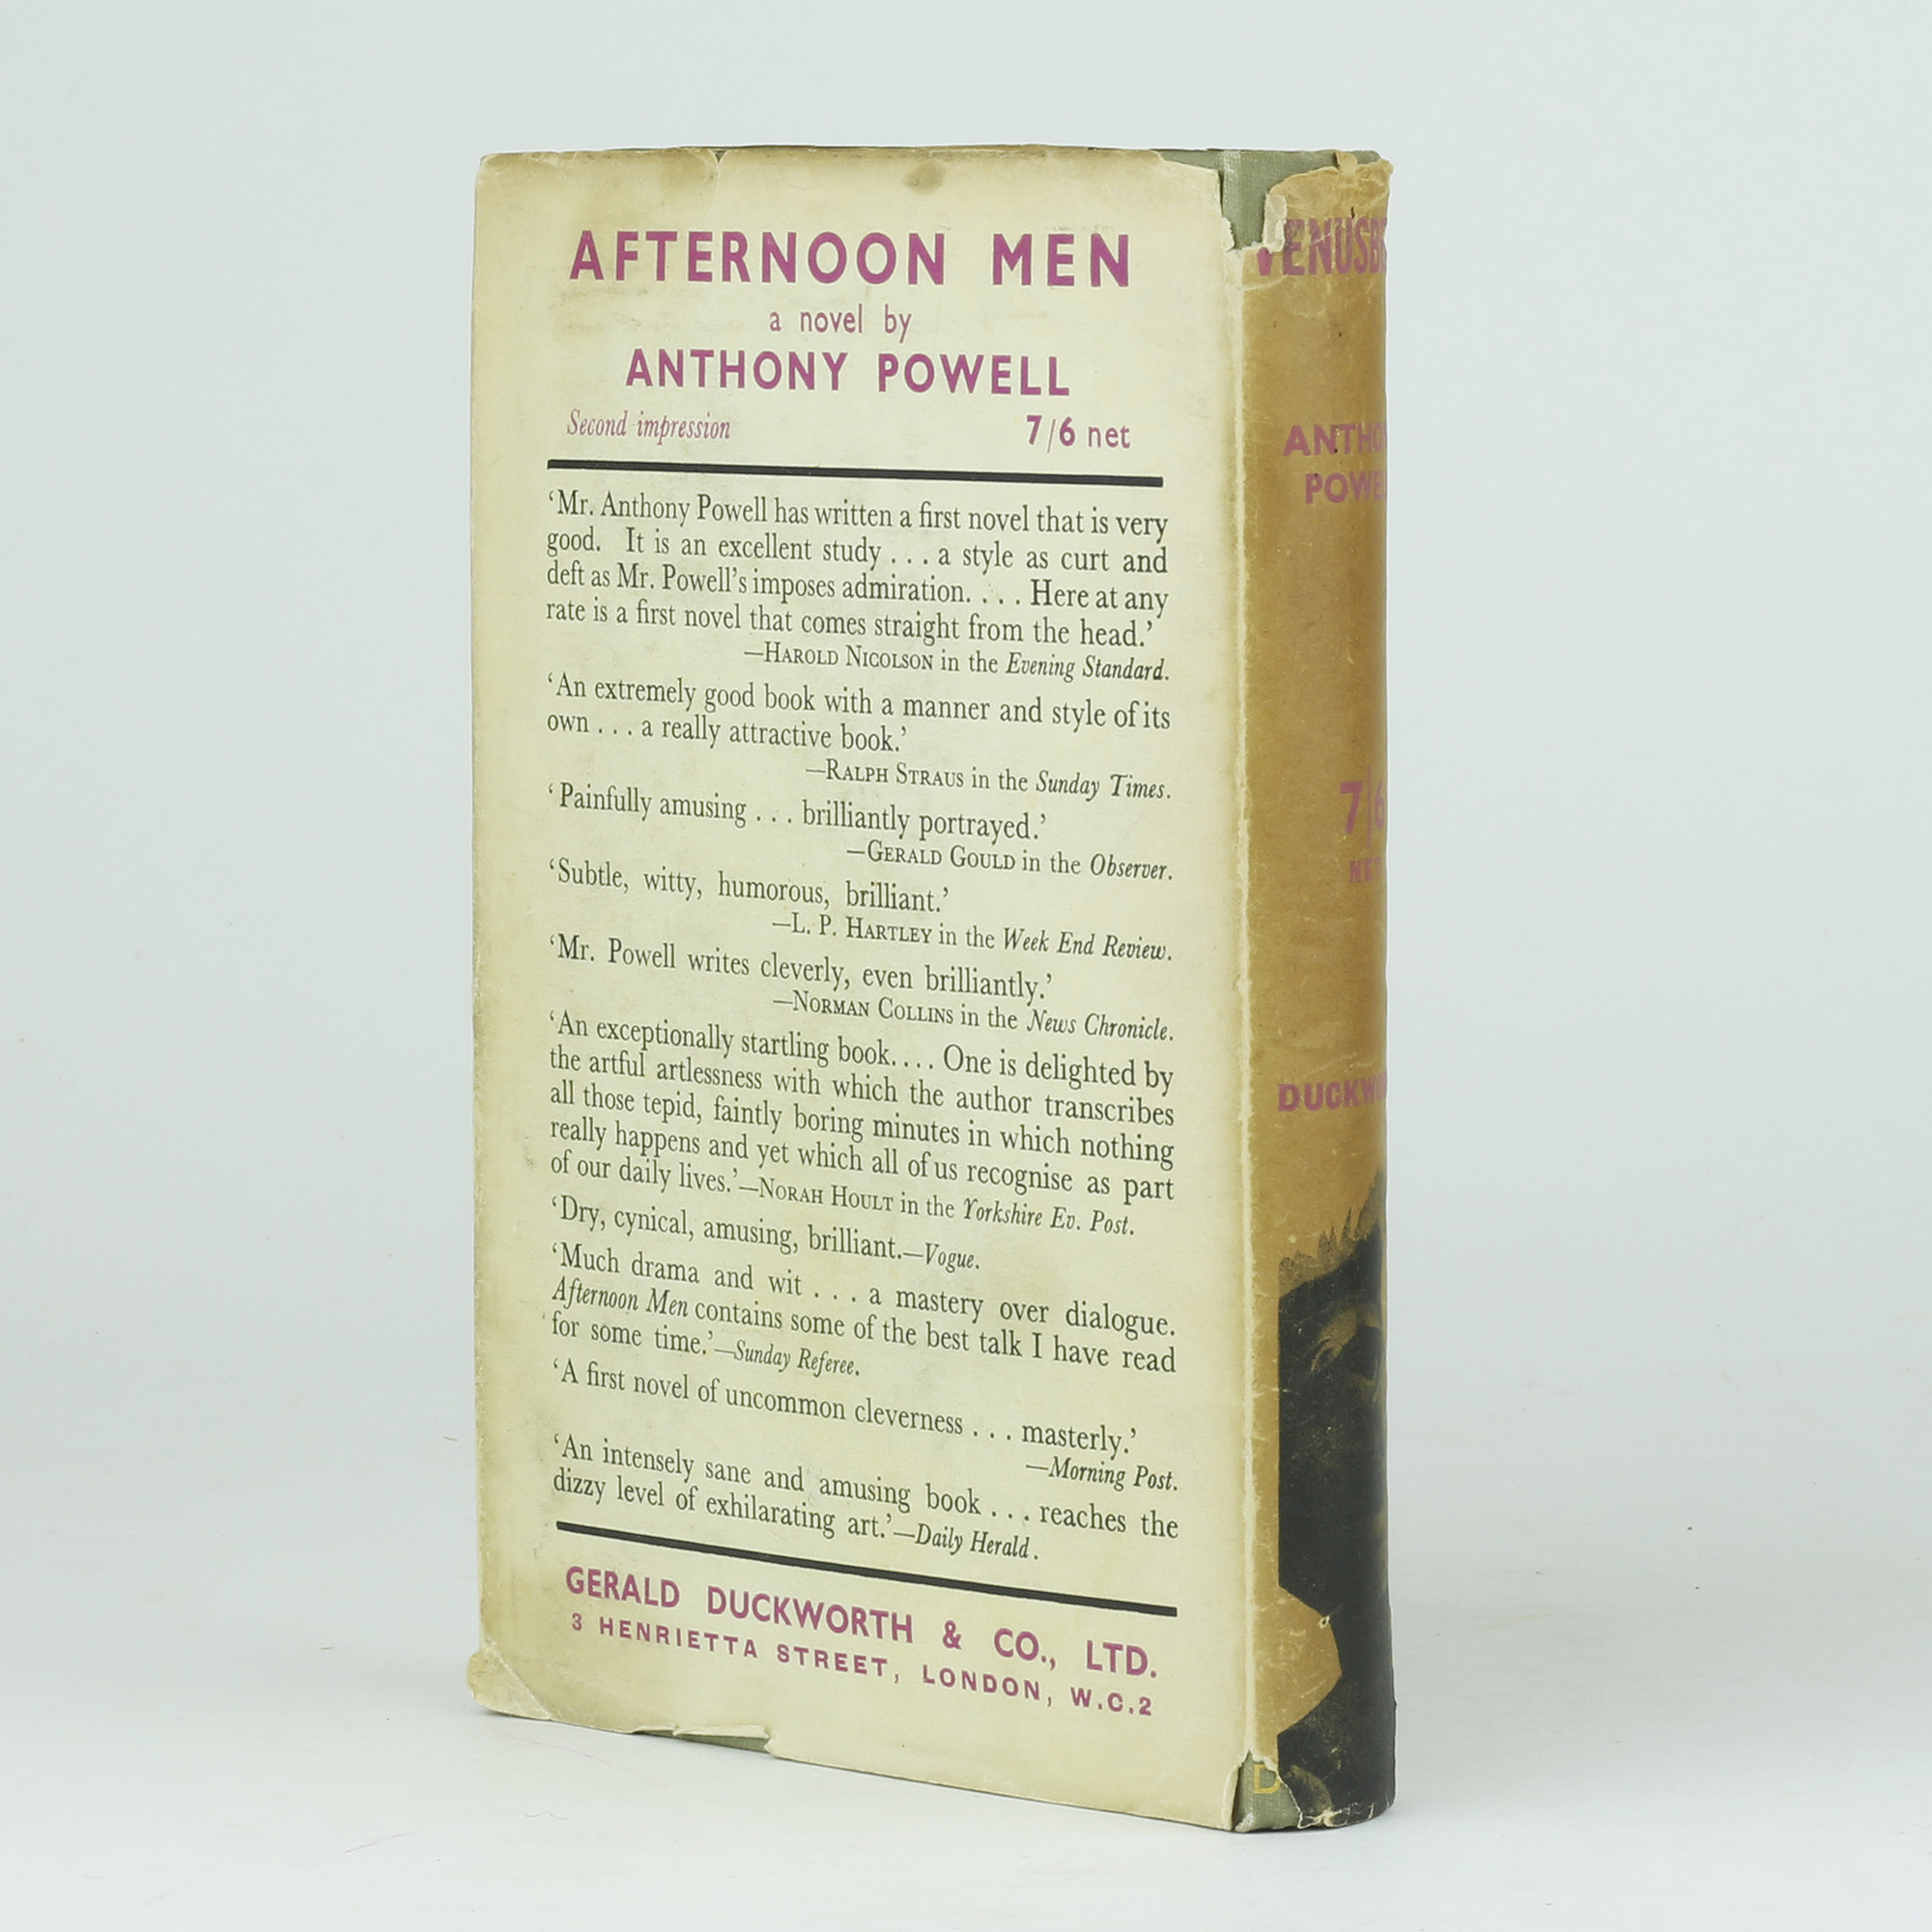 AFTERNOON MEN
a novel by
ANTHONY POWELL
Second impression 7/6 net
‘Mr. Anthony Powell has written a first novel that is very
good. It is an excellent study . . . a style as curt and
deft as Mr. Powell’s imposes admiration. . . . Here at any
rate is a first novel that comes straight from the head.’
—HAROLD NICOLSON in the Evening Standard.
‘An extremely good book with a manner and style of its
own . . . a really attractive book.’
—RALPH STRAUS in the Sunday Times.
‘Painfully amusing . . . brilliantly portrayed.’
—GERALD GOULD in the Observer.
‘Subtle, witty, humorous, brilliant.’
—L. P. HARTLEY in the Week End Review.
‘Mr. Powell writes cleverly, even brilliantly.’
—NORMAN COLLINS in the News Chronicle.
‘An exceptionally startling book. . . . One is delighted by
the artful artlessness with which the author transcribes
all those tepid, faintly boring minutes in which nothing
really happens and yet which all of us recognise as part
of our daily lives.’—NORAH HOULT in the Yorkshire Ev. Post.
‘Dry, cynical, amusing, brilliant.—Vogue.
‘Much drama and wit . . . a mastery over dialogue.
Afternoon Men contains some of the best talk I have read
for some time.’—Sunday Referee.
‘A first novel of uncommon cleverness . . . masterly.’
—Morning Post.
‘An intensely sane and amusing book . . . reaches the
dizzy level of exhilarating art.’—Daily Herald.
GERALD DUCKWORTH & CO., LTD.
3 HENRIETTA STREET, LONDON, W.C.2
VENUSB
ANTHO
POWE
7/6
NET
DUCKWO
D